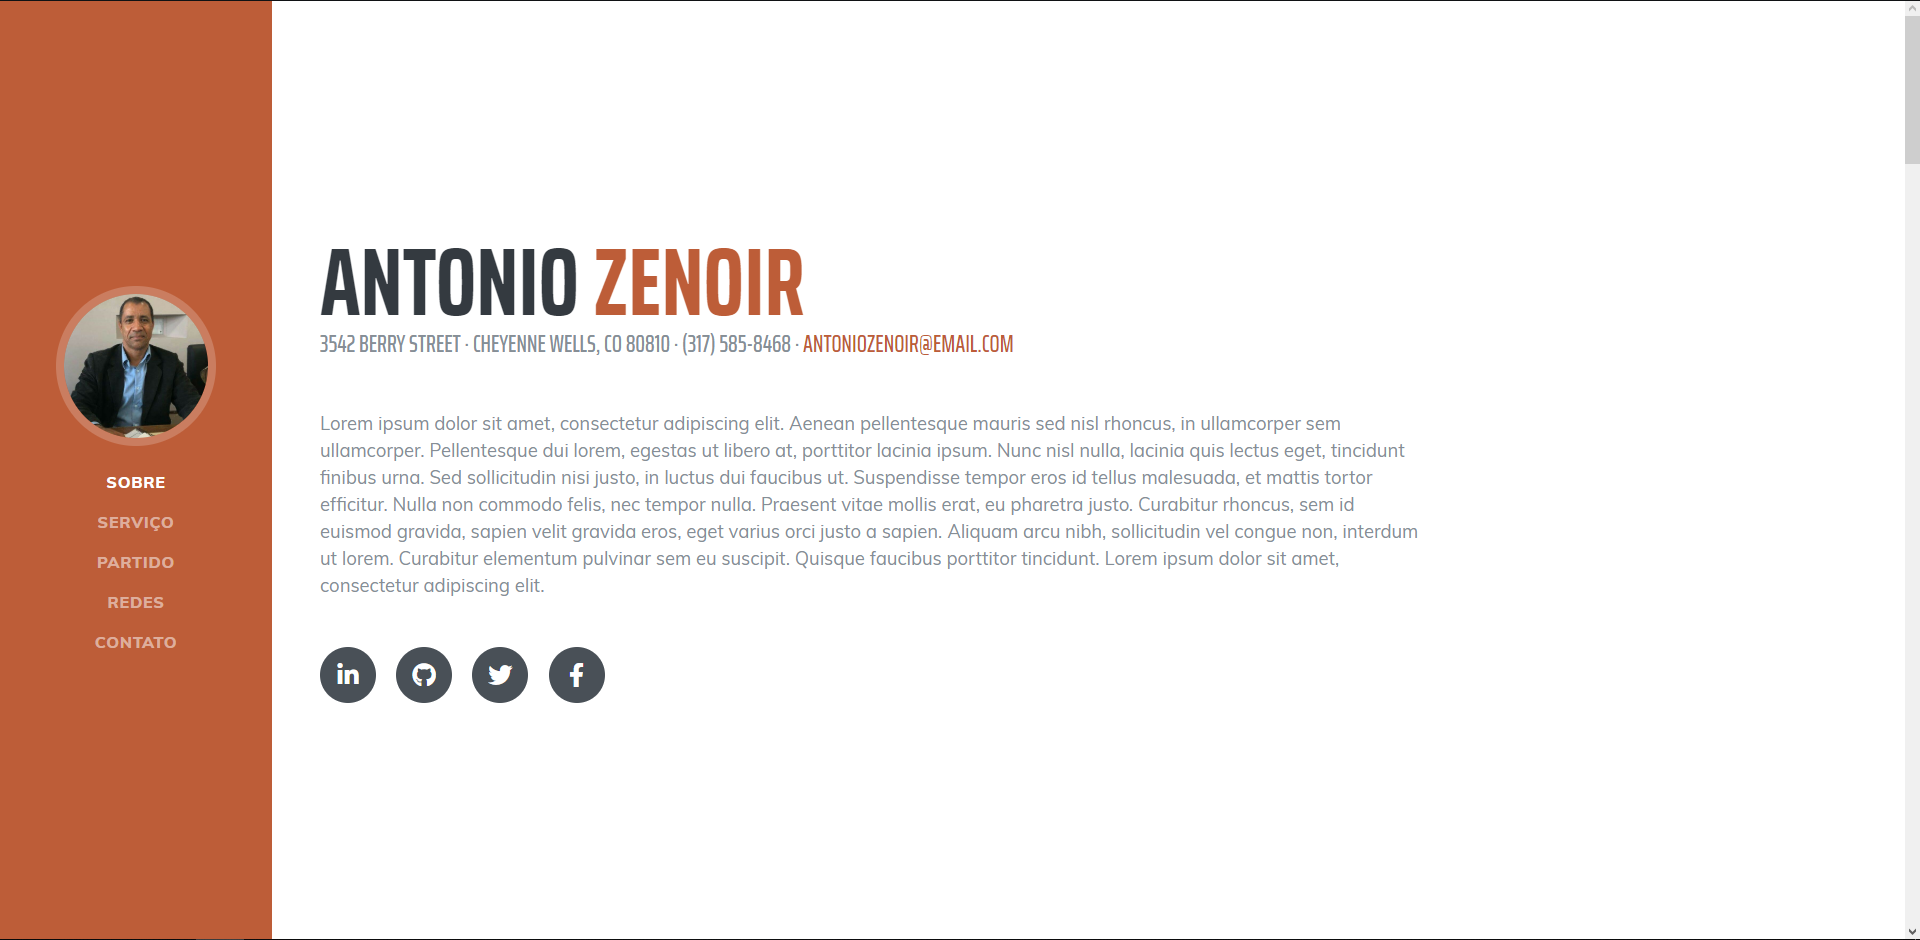 SOBRE
SERVIÇO
PARTIDO
REDES
CONTATO
ANTONIO ZENOIR
3542 BERRY STREET · CHEYENNE WELLS, CO 80810 · (317) 585-8468 · ANTONIOZENOIR@EMAIL.COM
Lorem ipsum dolor sit amet, consectetur adipiscing elit. Aenean pellentesque mauris sed nisl rhoncus, in ullamcorper sem
ullamcorper. Pellentesque dui lorem, egestas ut libero at, porttitor lacinia ipsum. Nunc nisl nulla, lacinia quis lectus eget, tincidunt
finibus urna. Sed sollicitudin nisi justo, in luctus dui faucibus ut. Suspendisse tempor eros id tellus malesuada, et mattis tortor
efficitur. Nulla non commodo felis, nec tempor nulla. Praesent vitae mollis erat, eu pharetra justo. Curabitur rhoncus, sem id
euismod gravida, sapien velit gravida eros, eget varius orci justo a sapien. Aliquam arcu nibh, sollicitudin vel congue non, interdum
ut lorem. Curabitur elementum pulvinar sem eu suscipit. Quisque faucibus porttitor tincidunt. Lorem ipsum dolor sit amet,
consectetur adipiscing elit.
in